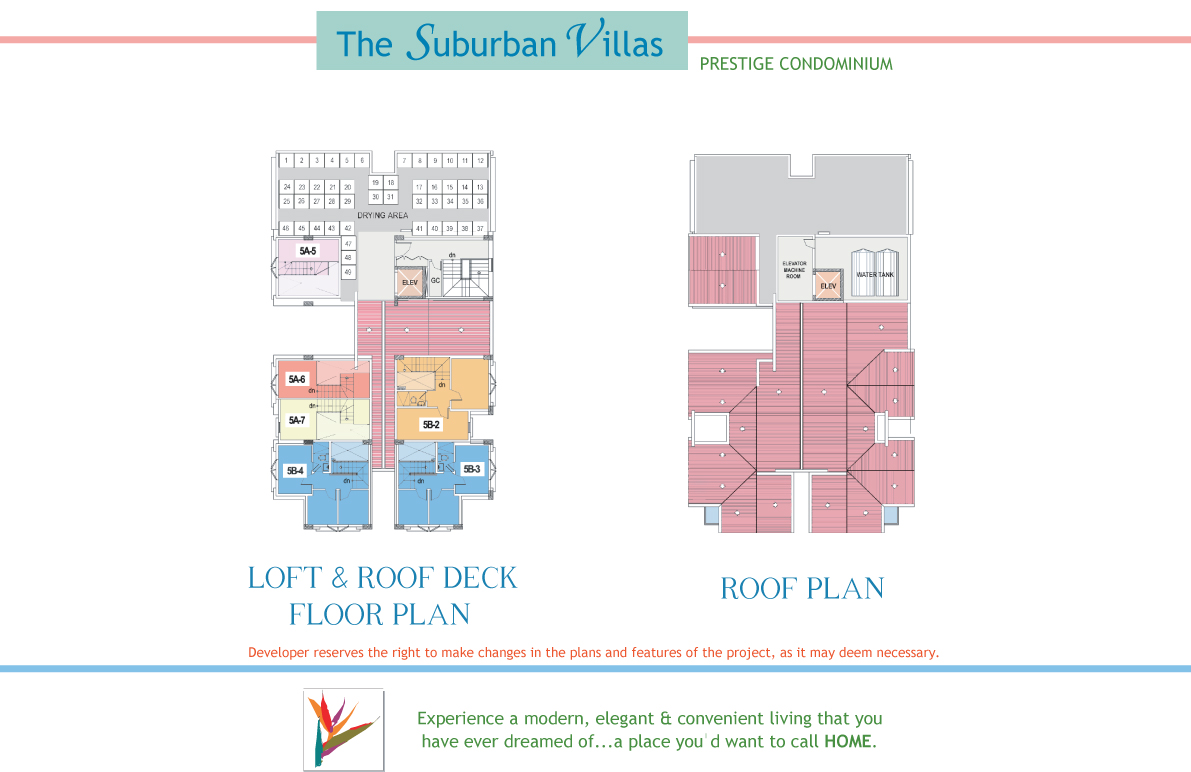 The Suburban Villas
PRESTIGE CONDOMINIUM
1 2 3 4 5 6 7 8 9 10 11 12
24 23 22 21 20 19 18 17 16 15 14 13
25 26 27 28 29 30 31 32 33 34 35 36
DRYING AREA
46 45 44 43 42 41 40 39 38 37
47
48
49
5A-5
dn
ELEV
GC
5A-6
dn
5A-7
dn
5B-2
5B-4
dn
5B-3
dn
ELEVATOR
MACHINE
ROOM
ELEV
WATER TANK
LOFT & ROOF DECK
FLOOR PLAN
ROOF PLAN
Developer reserves the right to make changes in the plans and features of the project, as it may deem necessary.
Experience a modern, elegant & convenient living that you
have ever dreamed of...a place you'd want to call HOME.